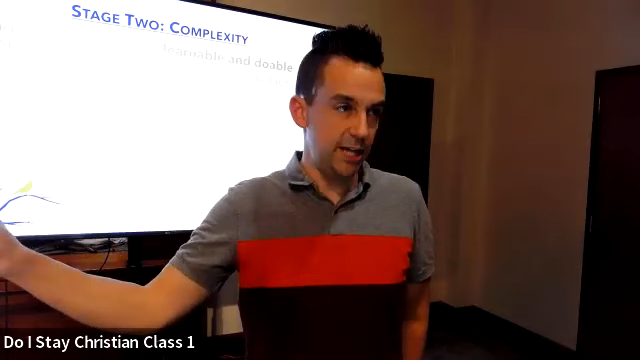 STAGE TWO: COMPLEXITY
learnable and doable
Do I Stay Christian Class 1